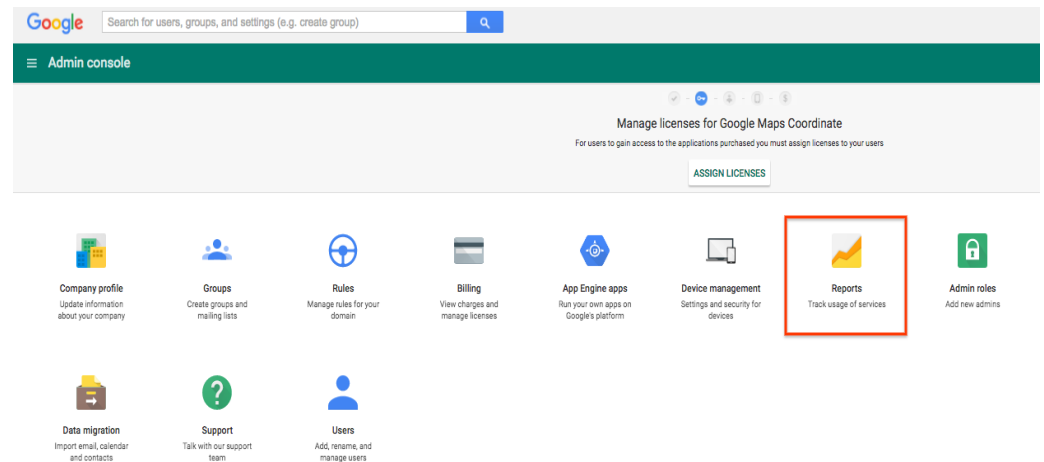 Google
Search for users, groups, and settings (e.g. create group)
Admin console
$
Manage licenses for Google Maps Coordinate
For users to gain access to the applications purchased you must assign licenses to your users
ASSIGN LICENSES
Company profile
Update information
about your company
Groups
Create groups and
mailing lists
Rules
Manage rules for your
domain
Billing
View charges and
manage licenses
App Engine apps
Run your own apps on
Google's platform
Device management
Settings and security for
devices
Reports
Track usage of services
Admin roles
Add new admins
Data migration
Import email, calendar
and contacts
?
Support
Talk with our support
team
Users
Add, rename, and
manage users